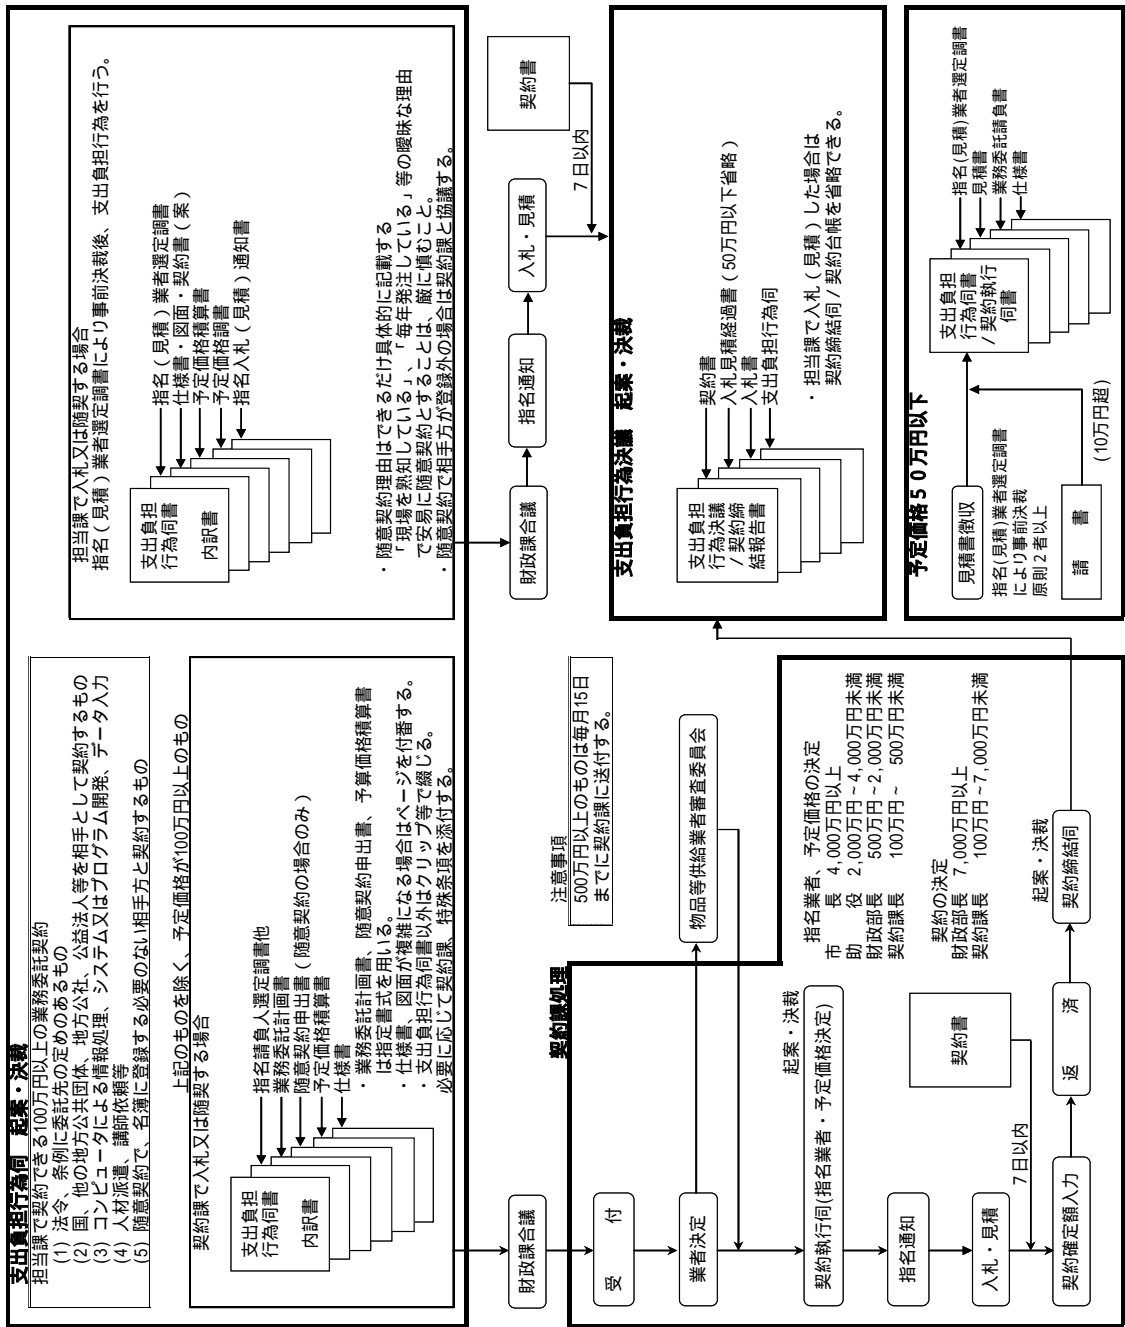 支出負担行為伺　起案・決裁
担当課で契約できる100万円以上の業務委託契約
(1) 法令、条例に委託先の定めのあるもの
(2) 国、他の地方公共団体、地方公社、公益法人等を相手として契約するもの
(3) コンピュータによる情報処理、システム又はプログラム開発、データ入力
(4) 人材派遣、講師依頼等
(5) 随意契約で、名簿に登録する必要のない相手方と契約するもの
上記のものを除く、予定価格が100万円以上のもの
契約課で入札又は随契する場合
支出負担
行為伺書
内訳書
指名請負人選定調書他
業務委託計画書
随意契約申出書（随意契約の場合のみ）
予定価格積算書
仕様書
・業務委託計画書、随意契約申出書、予算価格積算書
は指定書式を用いる。
・仕様書、図面が複雑になる場合はページを付番する。
・支出負担行為伺書以外はクリップ等で綴じる。
必要に応じて契約課、特殊条項を添付する。
担当課で入札又は随契する場合
指名（見積）業者選定調書により事前決裁後、支出負担行為を行う。
支出負担
行為伺書
内訳書
指名（見積）業者選定調書
仕様書・図面・契約書（案）
予定価格積算書
予定価格調書
指名入札（見積）通知書
・随意契約理由はできるだけ具体的に記載する
「現場を熟知している」、「毎年発注している」等の曖昧な理由
で安易に随意契約とすることは、厳に慎むこと。
・随意契約で相手方が登録外の場合は契約課と協議する。
財政課合議
指名通知
入札・見積
契約書
7日以内
支出負担行為決議　起案・決裁
支出負担
行為決議
/ 契約締
結報告書
契約書
入札見積経過書（50万円以下省略）
入札書
支出負担行為伺
・担当課で入札（見積）した場合は
契約締結伺 / 契約台帳を省略できる。
予定価格５０万円以下
見積書徴収
指名(見積)業者選定調書
により事前決裁
原則2者以上
請　書
(10万円超)
支出負担
行為伺書
/ 契約執行
伺書
指名(見積)業者選定調書
見積書
業務委託請負書
仕様書
財政課合議
注意事項
500万円以上のものは毎月15日
までに契約課に送付する。
契約課処理
受　付
業者決定
物品等供給業者審査委員会
起案・決裁
契約執行伺(指名業者・予定価格決定)
指名業者、予定価格の決定
市　長　4,000万円以上
助　役　2,000万円～4,000万円未満
財政部長　500万円～2,000万円未満
契約課長　100万円～　500万円未満
指名通知
契約の決定
財政部長　7,000万円以上
契約課長　100万円～7,000万円未満
入札・見積
契約書
7日以内
契約確定額入力
返　済
起案・決裁
契約締結伺